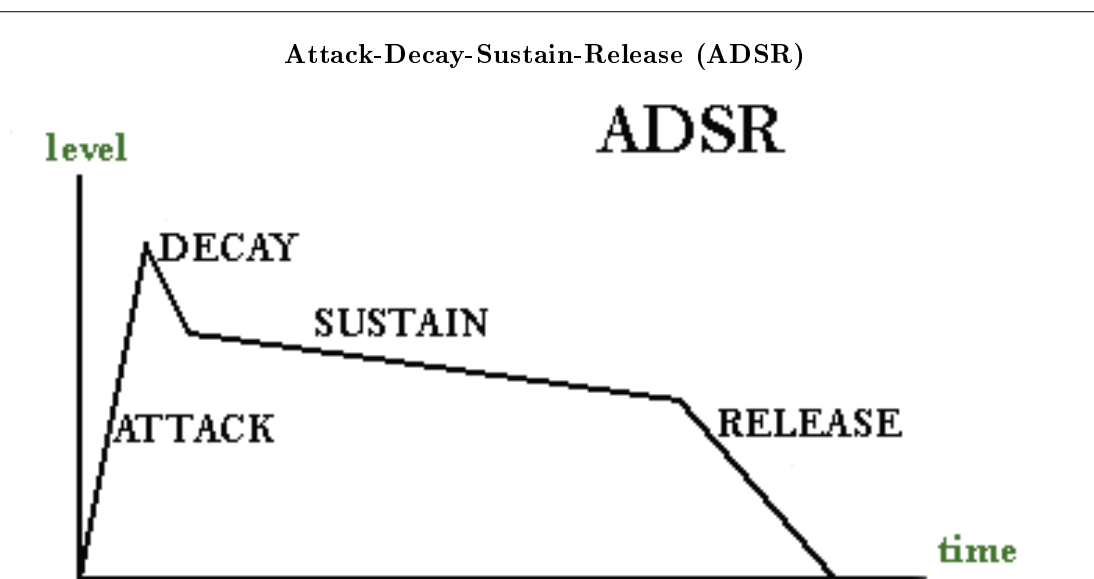 Attack-Decay-Sustain-Release (ADSR)
ADSR
level
DECAY
SUSTAIN
ATTACK
RELEASE
time